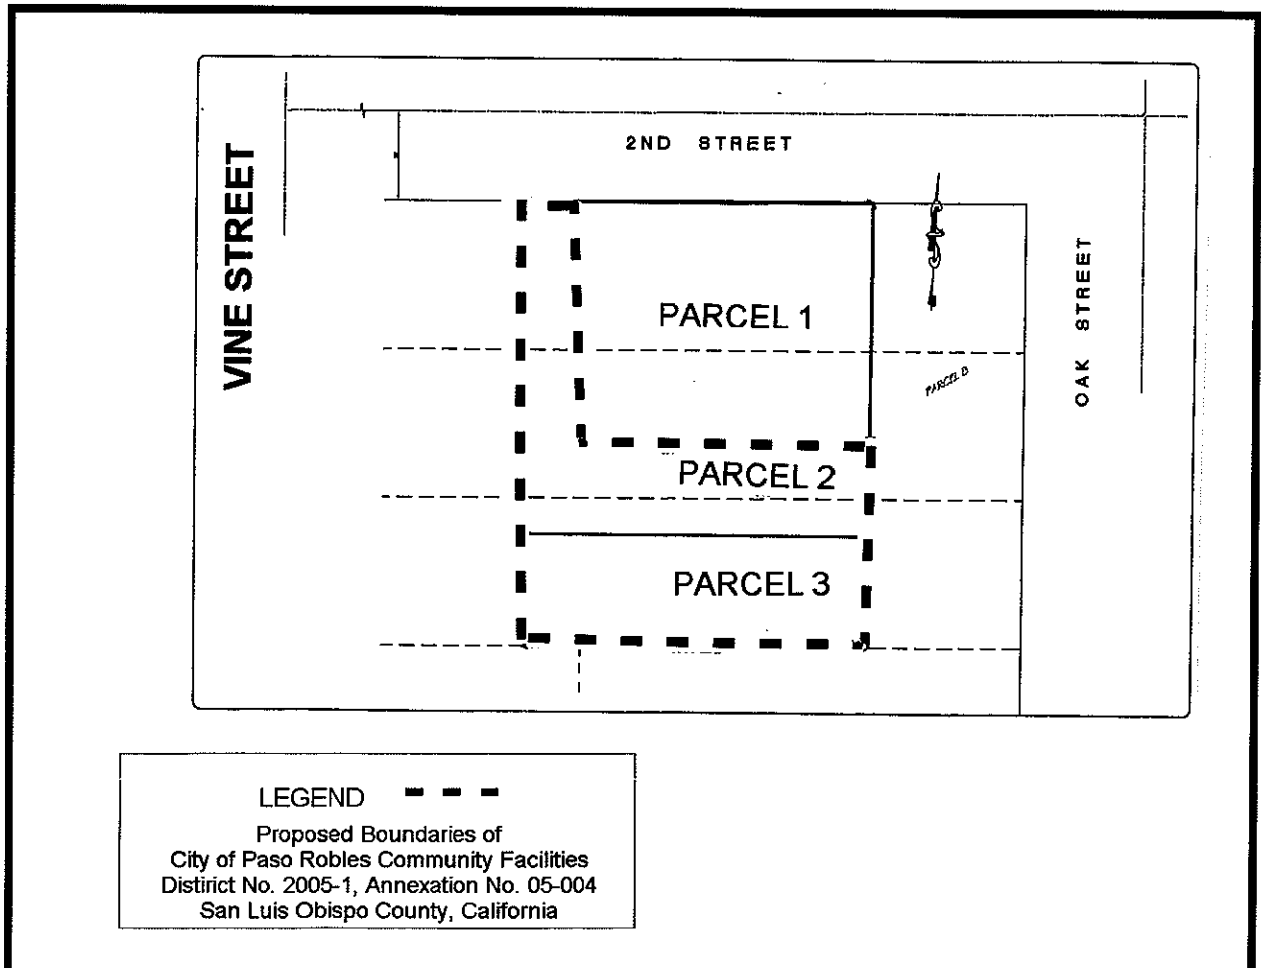 2ND STREET
VINE STREET
PARCEL 1
OAK STREET
PARCEL B
PARCEL 2
PARCEL 3
LEGEND
Proposed Boundaries of
City of Paso Robles Community Facilities
Distirict No. 2005-1, Annexation No. 05-004
San Luis Obispo County, California